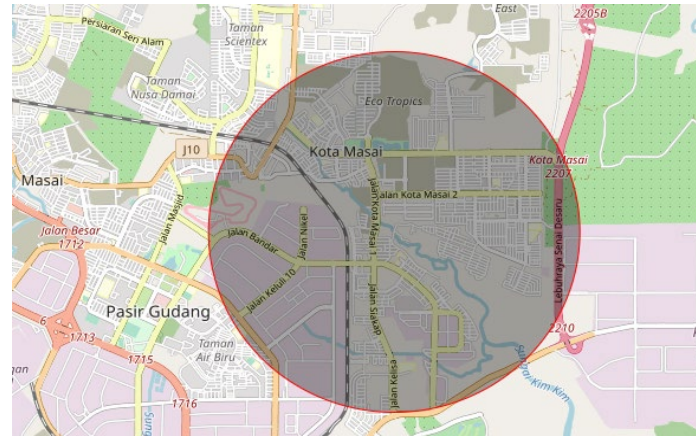 Persiaran Seri Alam
Taman
Scientex
East
2205B
Taman
Nusa Damai
Eco Tropics
J10
Kota Masai
Kota Masai
2207
Masai
Jalan Masjid
Jalan Kota Masai 2
Jalan Kota Masai 1
Jalan Besar
1712
Jalan Bandar
Jalan Nikel
Lebuhraya Senai Desaru
Jalan Keluli 10
Jalan Siakap
Pasir Gudang
6
1713
Taman
Air Biru
1715
2210
Sungai Kim Kim
Jalan Kelisa
gan
1716
Sung